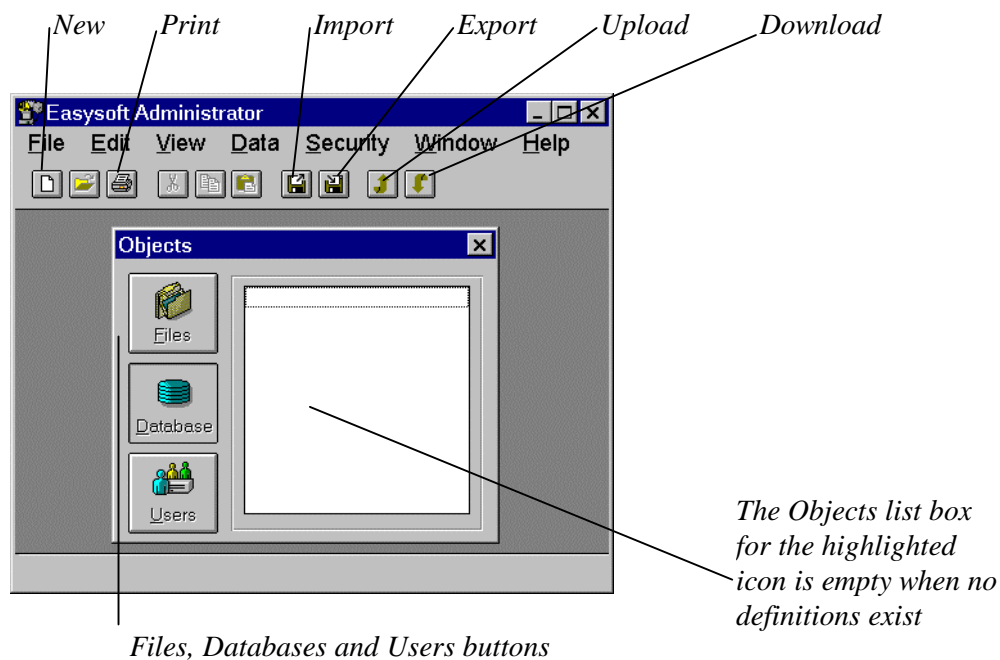 New Print Import Export Upload Download
Easysoft Administrator
File Edit View Data Security Window Help
Objects
Files
Database
Users
The Objects list box
for the highlighted
icon is empty when no
definitions exist
Files, Databases and Users buttons